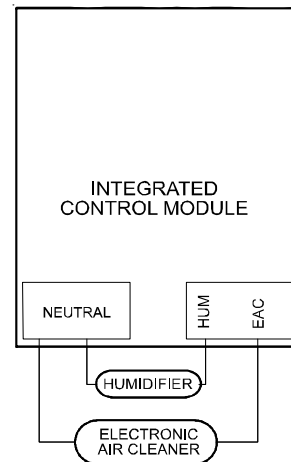 INTEGRATED
CONTROL MODULE
NEUTRAL
HUM
EAC
HUMIDIFIER
ELECTRONIC
AIR CLEANER